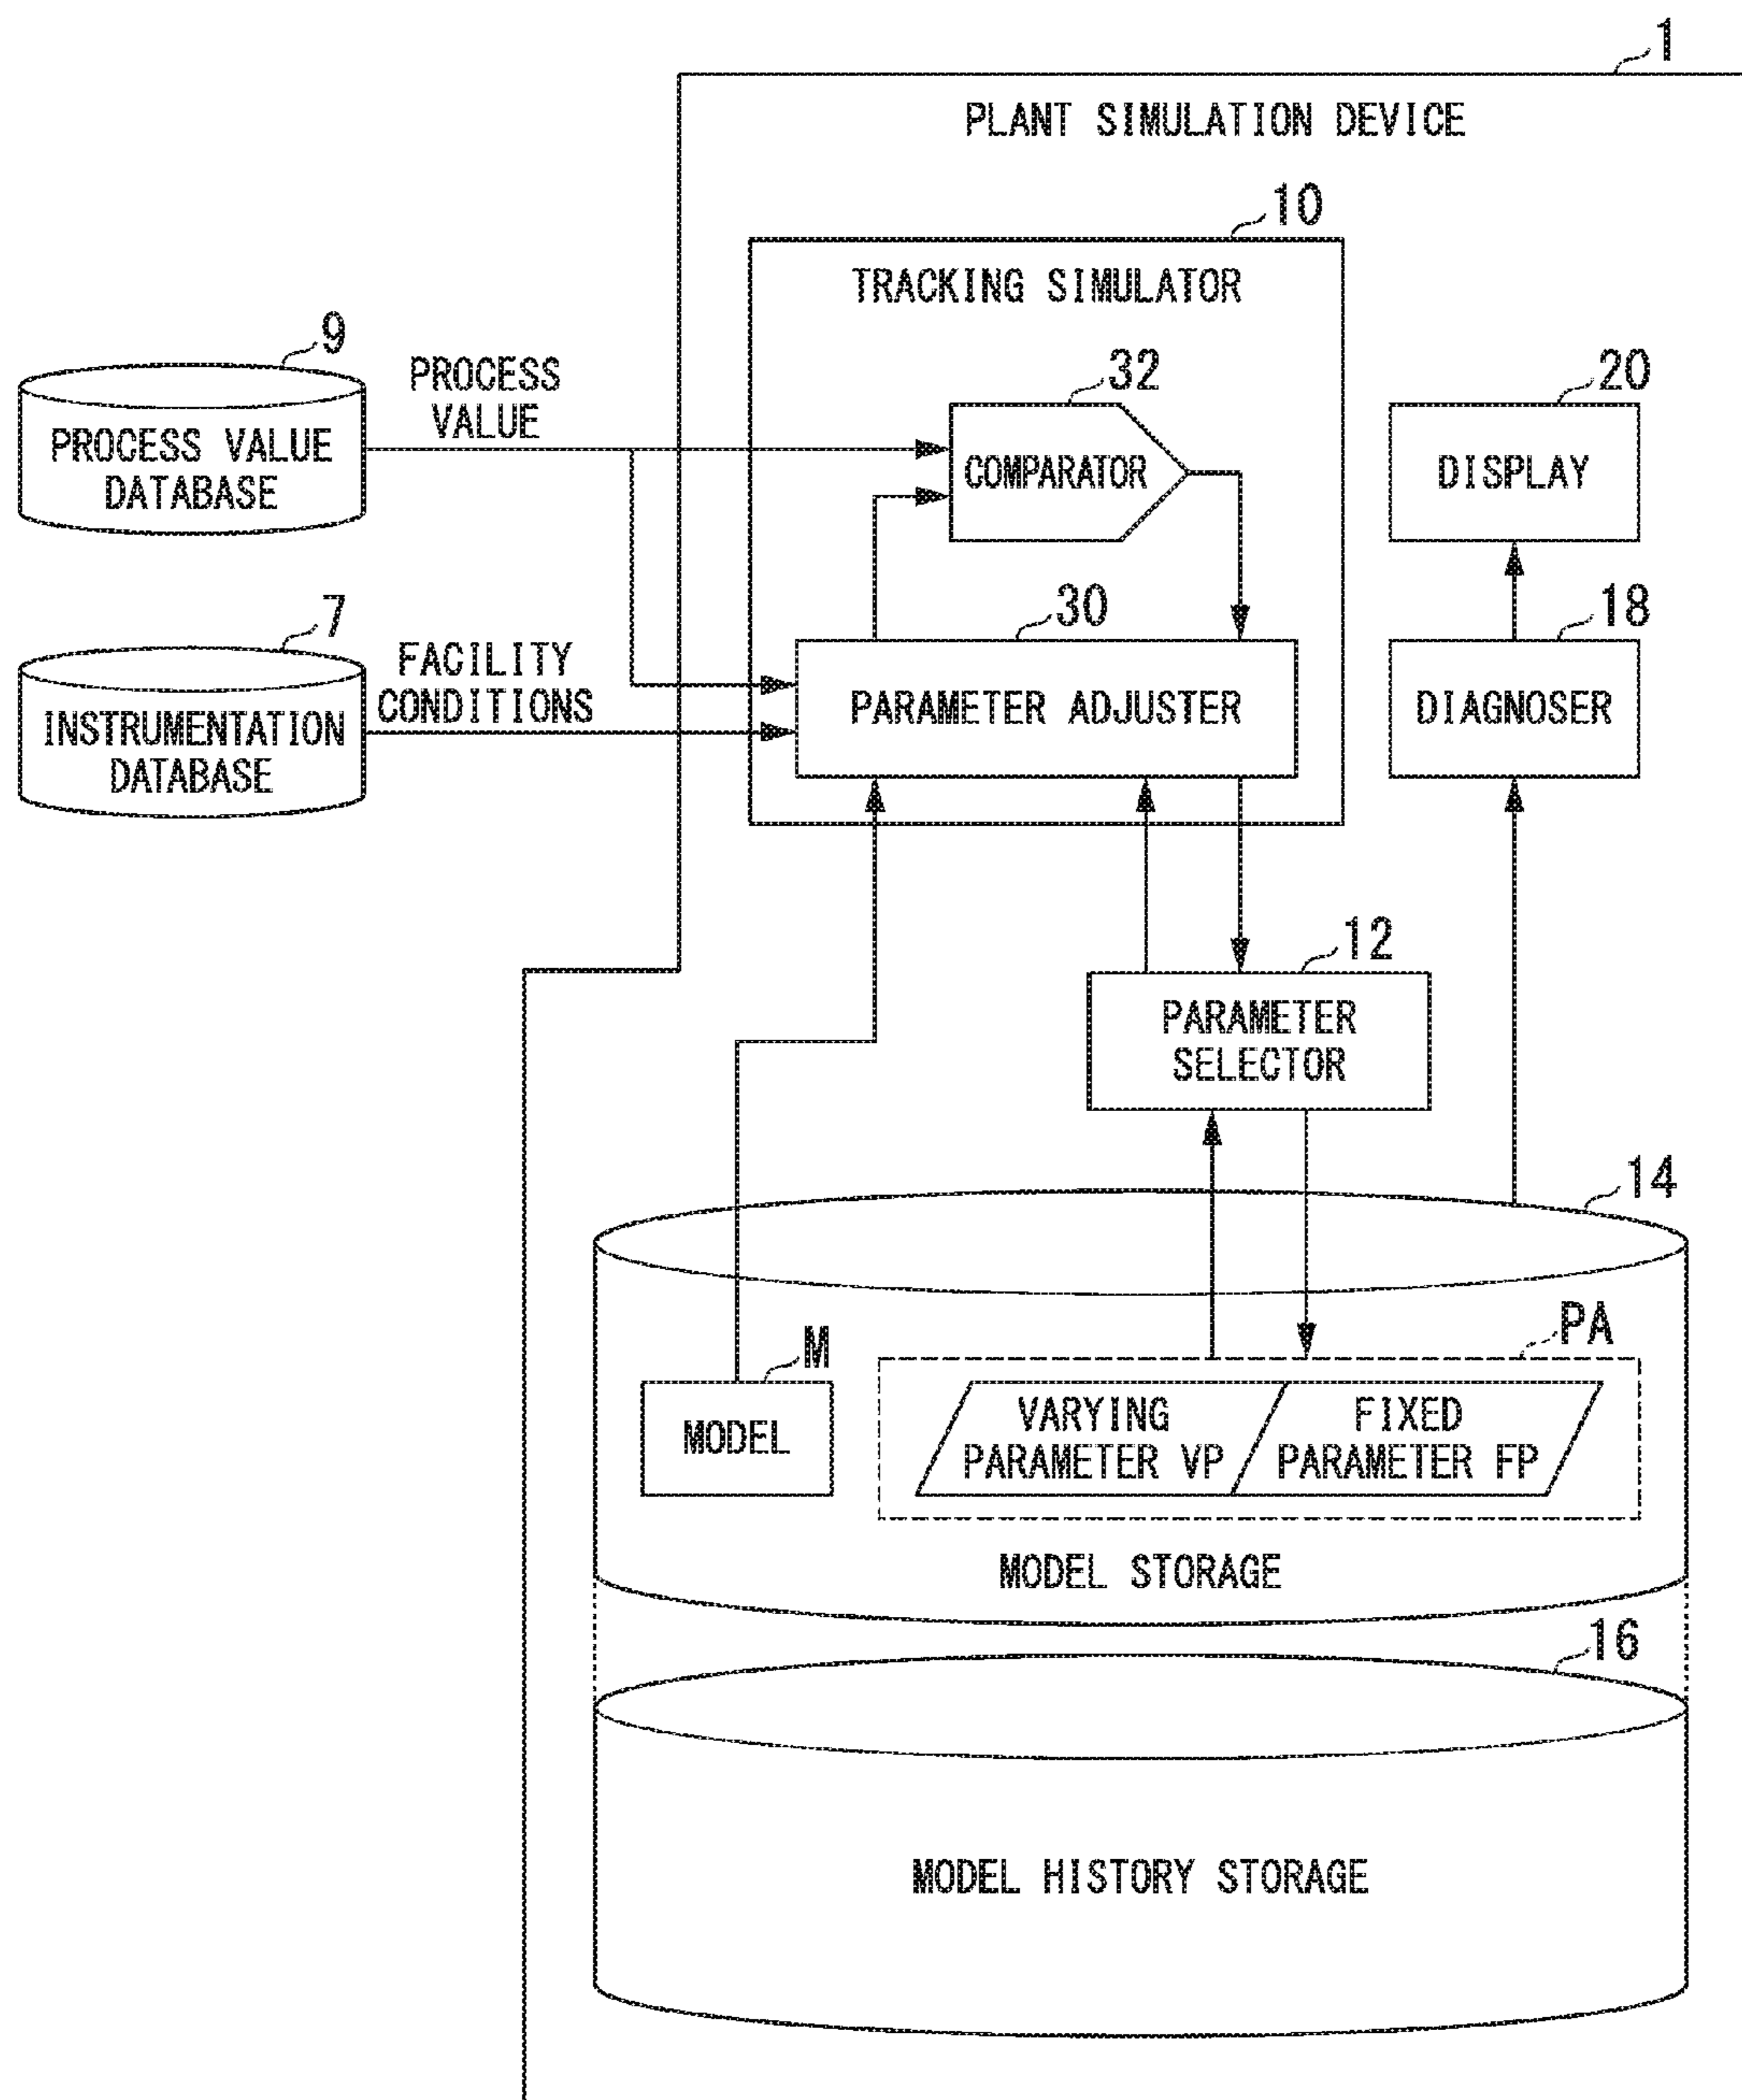 1
PLANT SIMULATION DEVICE
10
TRACKING SIMULATOR
9
PROCESS VALUE
DATABASE
PROCESS
VALUE
32
COMPARATOR
20
DISPLAY
7
INSTRUMENTATION
DATABASE
FACILITY
CONDITIONS
30
PARAMETER ADJUSTER
18
DIAGNOSER
12
PARAMETER
SELECTOR
14
M
MODEL
PA
VARYING
PARAMETER VP
FIXED
PARAMETER FP
MODEL STORAGE
16
MODEL HISTORY STORAGE